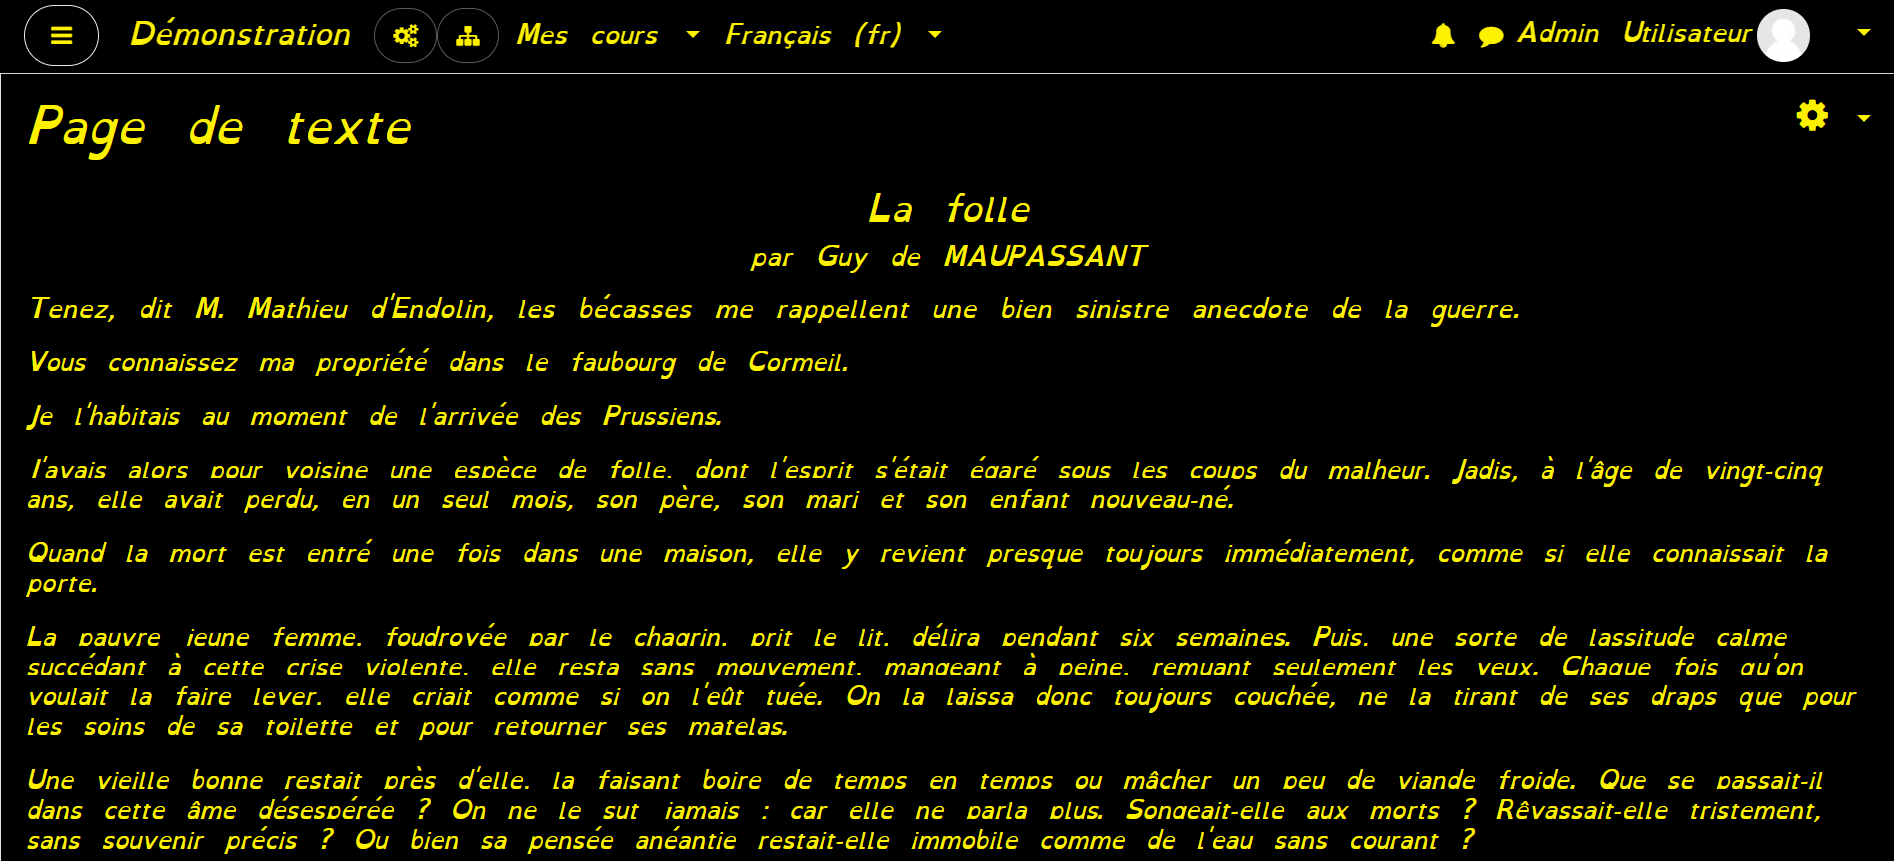 Démonstration Mes cours Français (fr) Admin Utilisateur
Page de texte
La folle
par Guy de MAUPASSANT
Tenez, dit M. Mathieu d'Endolin, les bécasses me rappellent une bien sinistre anecdote de la guerre.
Vous connaissez ma propriété dans le faubourg de Cormeil.
Je l'habitais au moment de l'arrivée des Prussiens.
J'avais alors pour voisine une espèce de folle, dont l'esprit s'était égaré sous les coups du malheur. Jadis, à l'âge de vingt-cinq
ans, elle avait perdu, en un seul mois, son père, son mari et son enfant nouveau-né.
Quand la mort est entré une fois dans une maison, elle y revient presque toujours immédiatement, comme si elle connaissait la
porte.
La pauvre jeune femme, foudroyée par le chagrin, prit le lit, délira pendant six semaines. Puis, une sorte de lassitude calme
succédant à cette crise violente, elle resta sans mouvement, mangeant à peine, remuant seulement les yeux. Chaque fois qu'on
voulait la faire lever, elle criait comme si on l'eût tuée. On la laissa donc toujours couchée, ne la tirant de ses draps que pour
les soins de sa toilette et pour retourner ses matelas.
Une vieille bonne restait près d'elle, la faisant boire de temps en temps ou mâcher un peu de viande froide. Que se passait-il
dans cette âme désespérée ? On ne le sut jamais ; car elle ne parla plus. Songeait-elle aux morts ? Rêvassait-elle tristement,
sans souvenir précis ? Ou bien sa pensée anéantie restait-elle immobile comme de l'eau sans courant ?